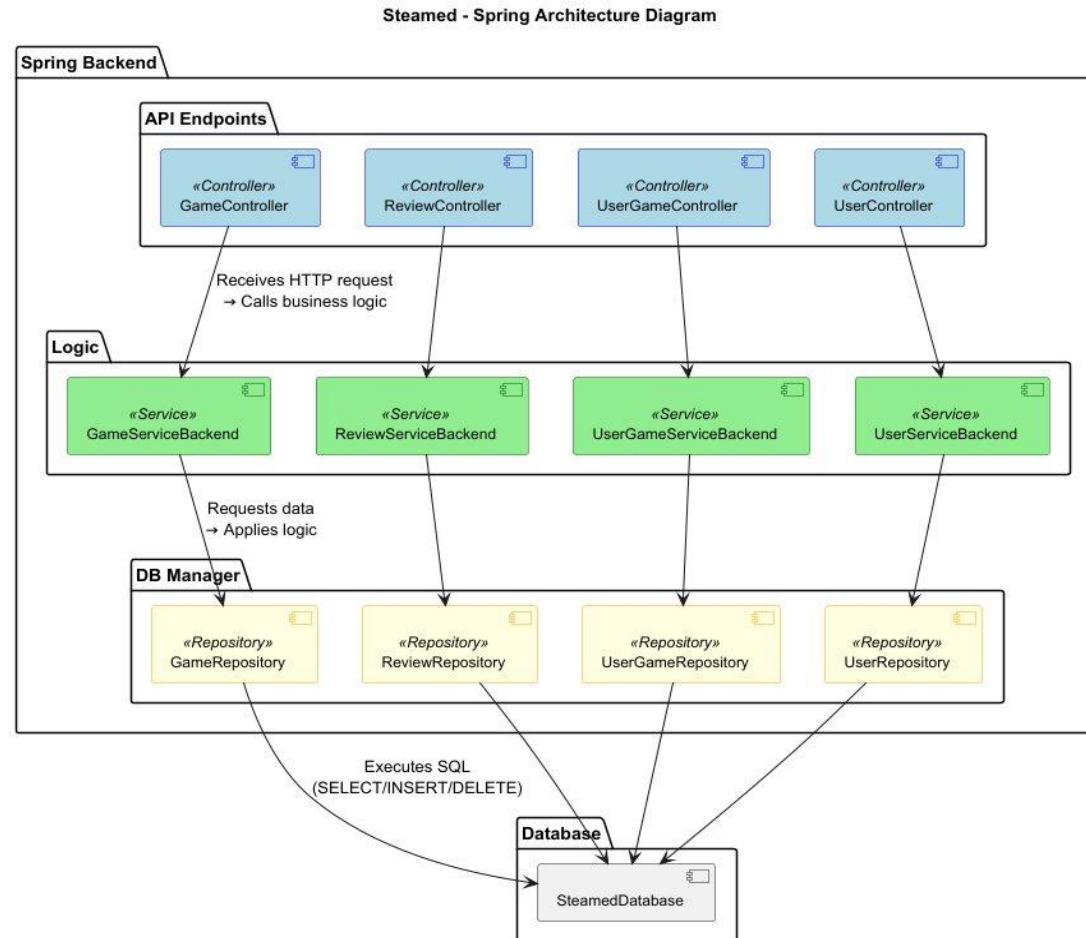 Steamed - Spring Architecture Diagram
Spring Backend
API Endpoints
«Controller»
GameController
«Controller»
ReviewController
«Controller»
UserGameController
«Controller»
UserController
Receives HTTP request
→ Calls business logic
Logic
«Service»
GameServiceBackend
«Service»
ReviewServiceBackend
«Service»
UserGameServiceBackend
«Service»
UserServiceBackend
Requests data
→ Applies logic
DB Manager
«Repository»
GameRepository
«Repository»
ReviewRepository
«Repository»
UserGameRepository
«Repository»
UserRepository
Executes SQL
(SELECT/INSERT/DELETE)
Database
SteamedDatabase